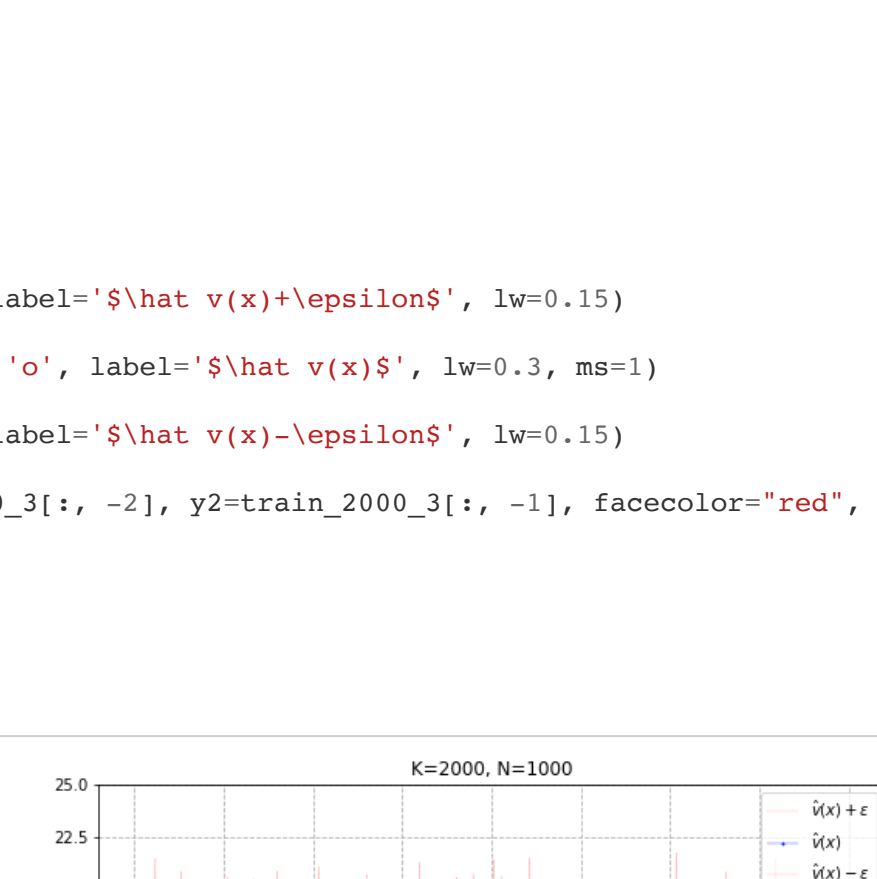 abel='$\hat v(x)+\epsilon$', lw=0.15)
'o', label='$\hat v(x)$', lw=0.3, ms=1)
abel='$\hat v(x)-\epsilon$', lw=0.15)
_3[:, -2], y2=train_2000_3[:, -1], facecolor="red",
K=2000, N=1000
25.0
22.5
v̂(x) + ε
v̂(x)
v̂(x) − ε